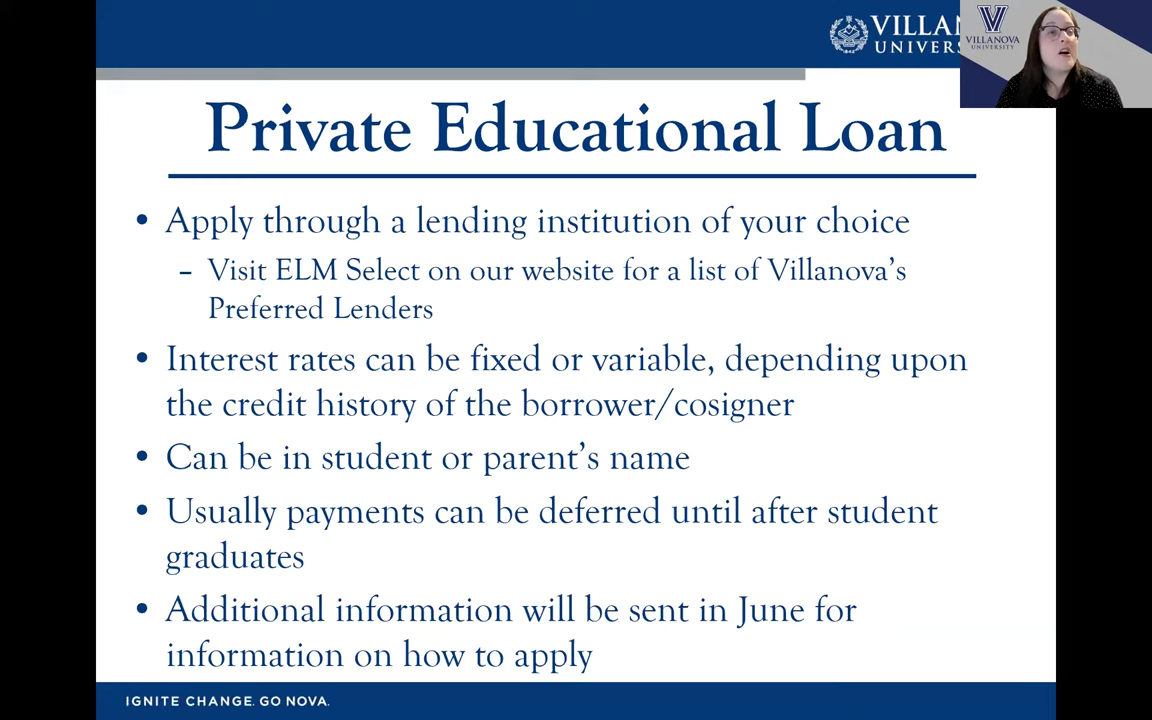 VILLA
UNIVERS
VILLANOVA
UNIVERSITY
Private Educational Loan
• Apply through a lending institution of your choice
– Visit ELM Select on our website for a list of Villanova's
Preferred Lenders
• Interest rates can be fixed or variable, depending upon
the credit history of the borrower/cosigner
• Can be in student or parent's name
• Usually payments can be deferred until after student
graduates
• Additional information will be sent in June for
information on how to apply
IGNITE CHANGE. GO NOVA.